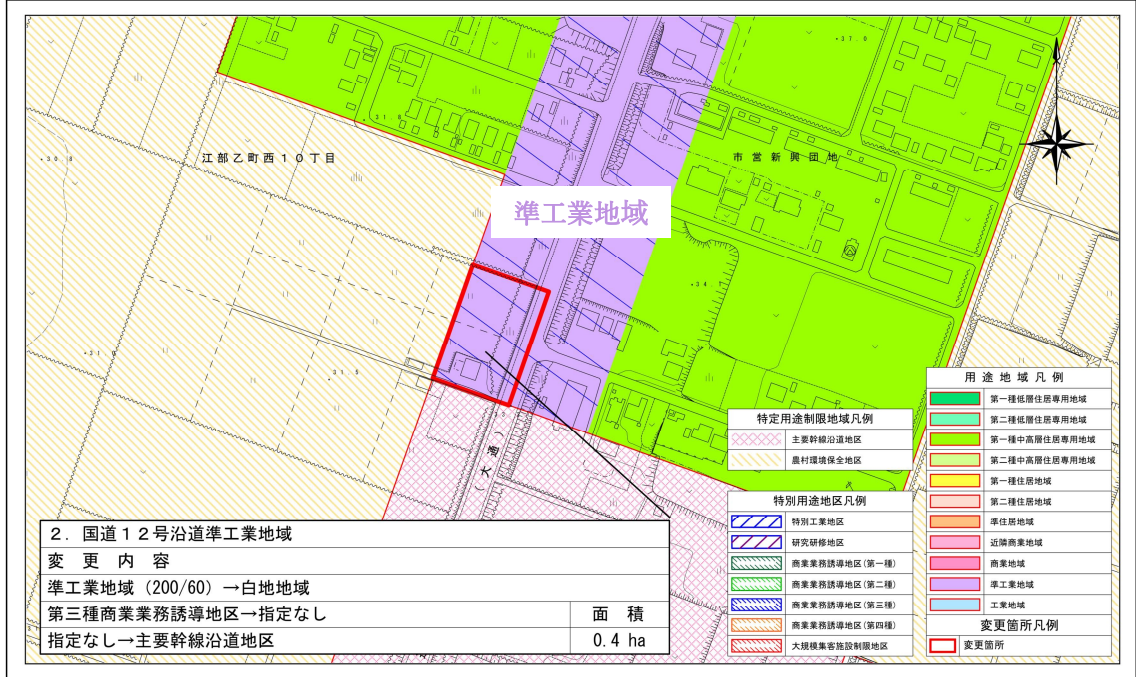 ・37.0
・31.8
・30.8
江部乙町西１０丁目
市営新興団地
準工業地域
・34.7
・31.0
・31.5
（大通）
特定用途制限地域凡例
主要幹線沿道地区
農村環境保全地区
特別用途地区凡例
特別工業地区
研究研修地区
商業業務誘導地区(第一種)
商業業務誘導地区(第二種)
商業業務誘導地区(第三種)
商業業務誘導地区(第四種)
大規模集客施設制限地区
用途地域凡例
第一種低層住居専用地域
第二種低層住居専用地域
第一種中高層住居専用地域
第二種中高層住居専用地域
第一種住居地域
第二種住居地域
準住居地域
近隣商業地域
商業地域
準工業地域
工業地域
変更箇所凡例
変更箇所
２．国道１２号沿道準工業地域
変更内容
準工業地域（200/60）→白地地域
第三種商業業務誘導地区→指定なし 面積
指定なし→主要幹線沿道地区 0.4 ha